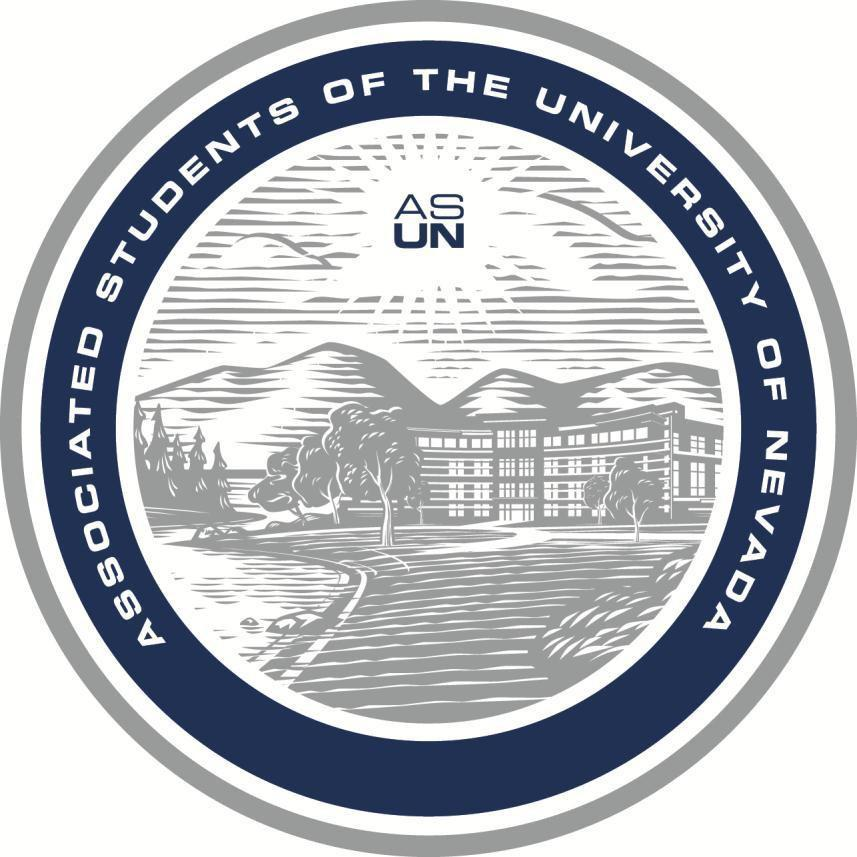 ASSOCIATED STUDENTS OF THE UNIVERSITY OF NEVADA
AS
UN